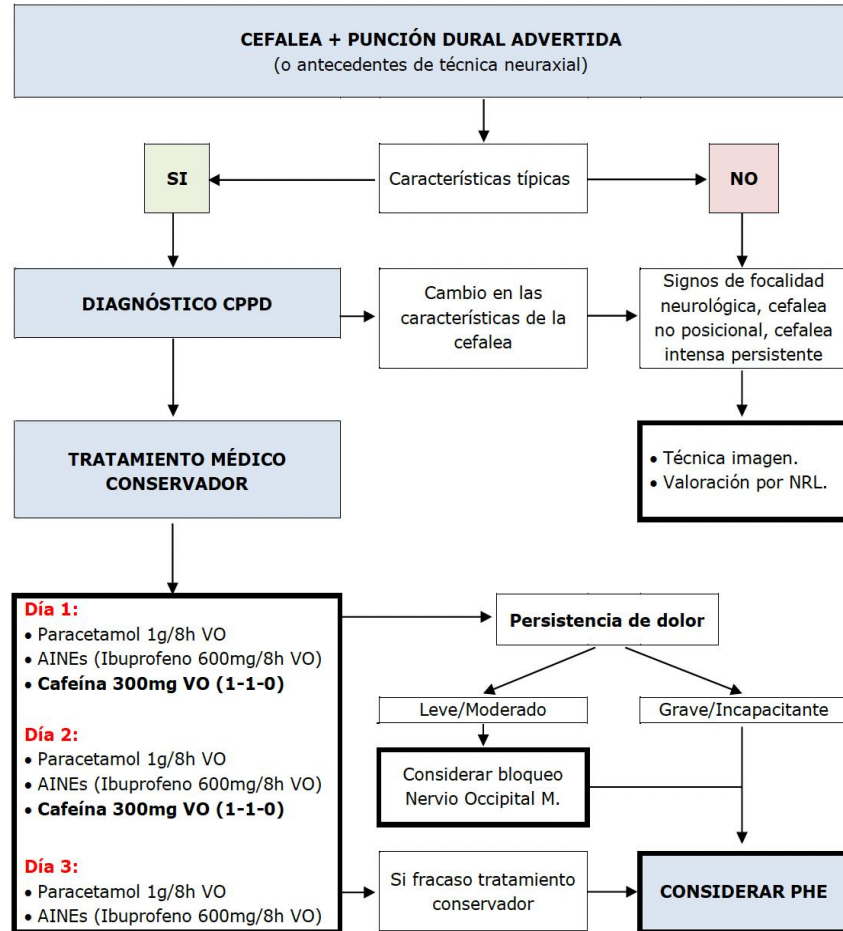 CEFALEA + PUNCIÓN DURAL ADVERTIDA
(o antecedentes de técnica neuraxial)
SI
Características típicas
NO
DIAGNÓSTICO CPPD
Cambio en las
características de la
cefalea
Signos de focalidad
neurológica, cefalea
no posicional, cefalea
intensa persistente
TRATAMIENTO MÉDICO
CONSERVADOR
• Técnica imagen.
• Valoración por NRL.
Día 1:
• Paracetamol 1g/8h VO
• AINEs (Ibuprofeno 600mg/8h VO)
• Cafeína 300mg VO (1-1-0)
Día 2:
• Paracetamol 1g/8h VO
• AINEs (Ibuprofeno 600mg/8h VO)
• Cafeína 300mg VO (1-1-0)
Día 3:
• Paracetamol 1g/8h VO
• AINEs (Ibuprofeno 600mg/8h VO)
Persistencia de dolor
Leve/Moderado
Grave/Incapacitante
Considerar bloqueo
Nervio Occipital M.
Si fracaso tratamiento
conservador
CONSIDERAR PHE